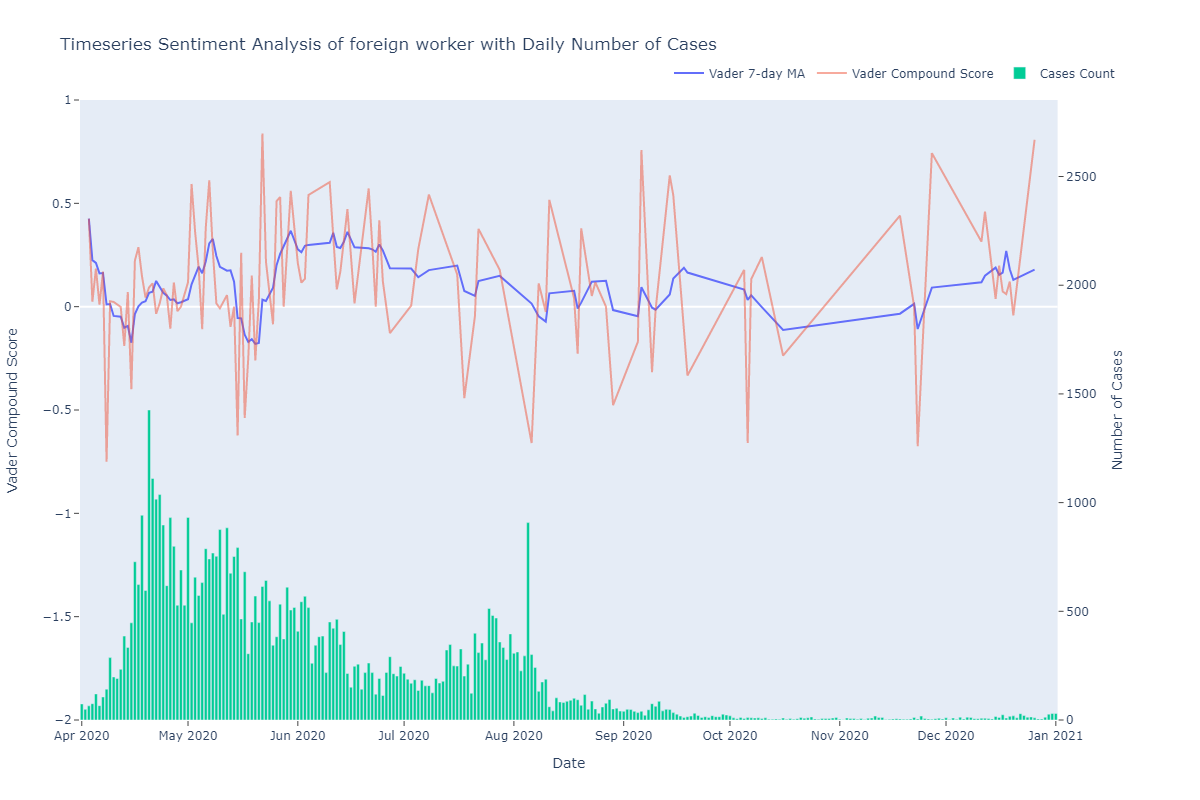 Timeseries Sentiment Analysis of foreign worker with Daily Number of Cases
Vader 7-day MA
Vader Compound Score
Cases Count
1
0.5
0
−0.5
−1
−1.5
−2
Vader Compound Score
2500
2000
1500
1000
500
0
Number of Cases
Apr 2020
May 2020
Jun 2020
Jul 2020
Aug 2020
Sep 2020
Oct 2020
Nov 2020
Dec 2020
Jan 2021
Date